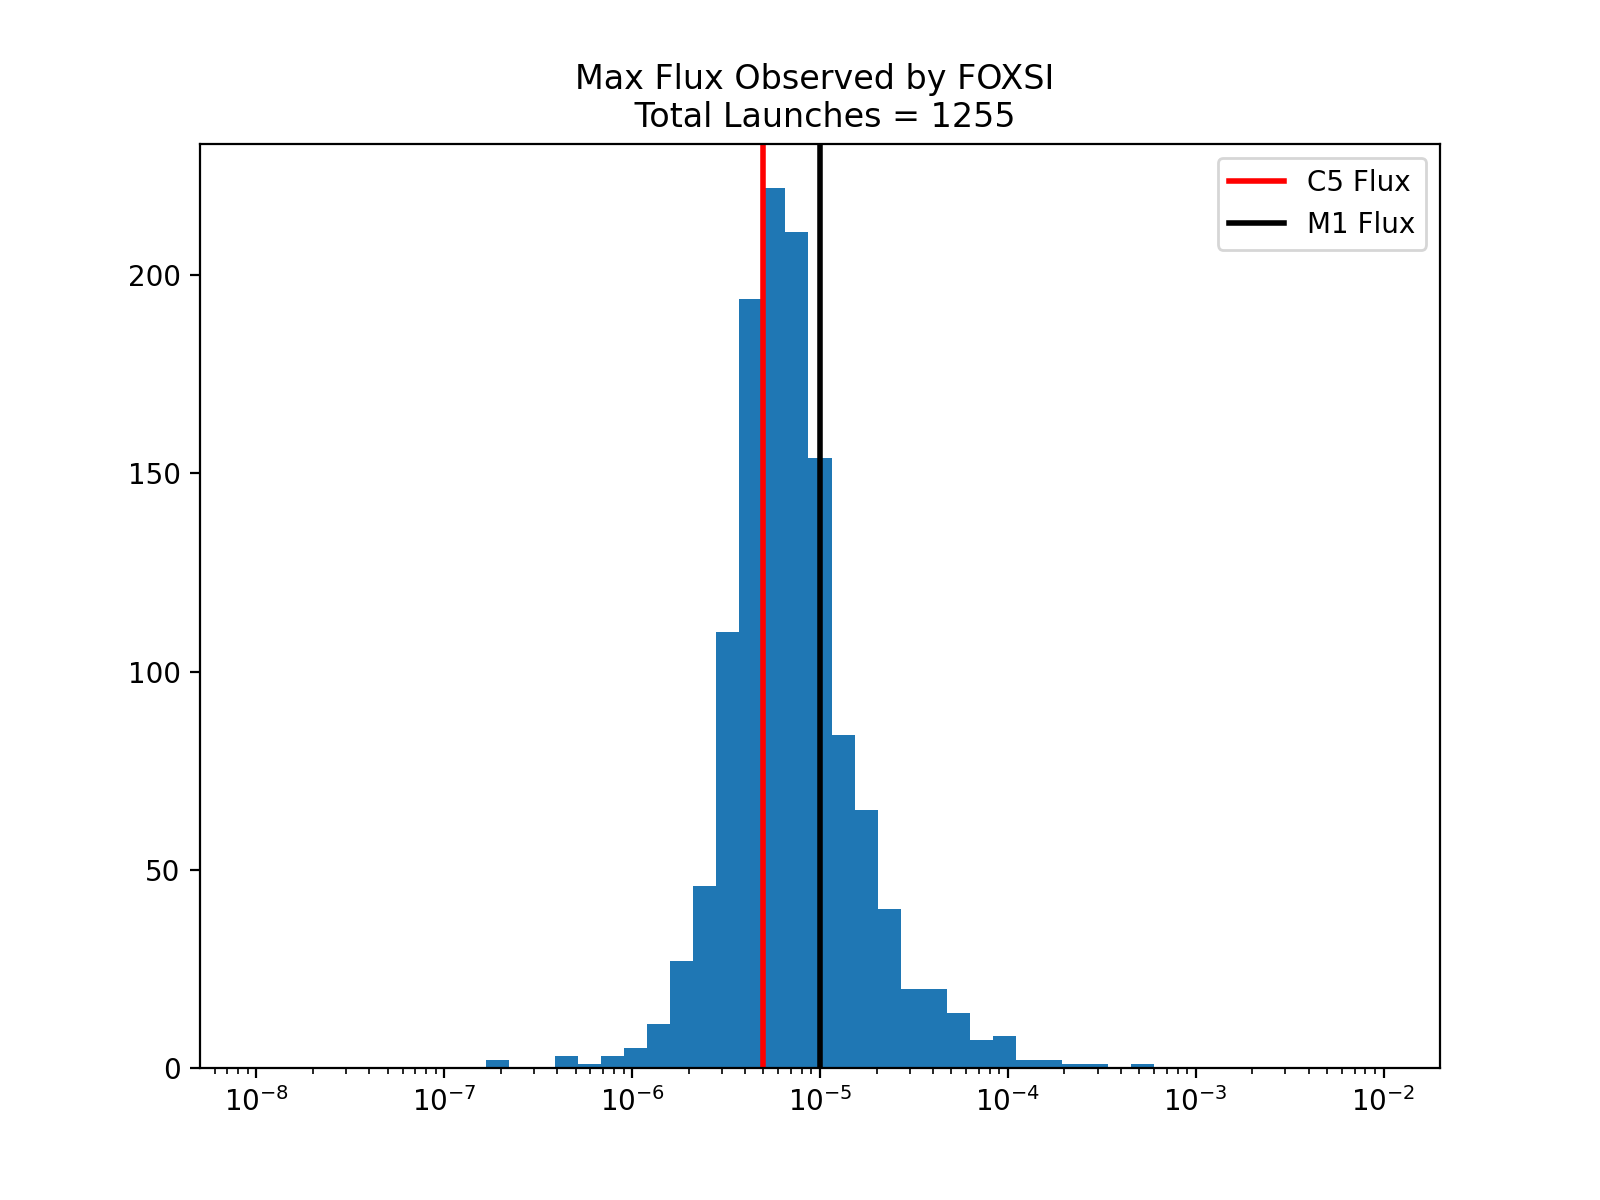 Max Flux Observed by FOXSI
Total Launches = 1255
C5 Flux
M1 Flux
200
150
100
50
0
10⁻⁸ 10⁻⁷ 10⁻⁶ 10⁻⁵ 10⁻⁴ 10⁻³ 10⁻²